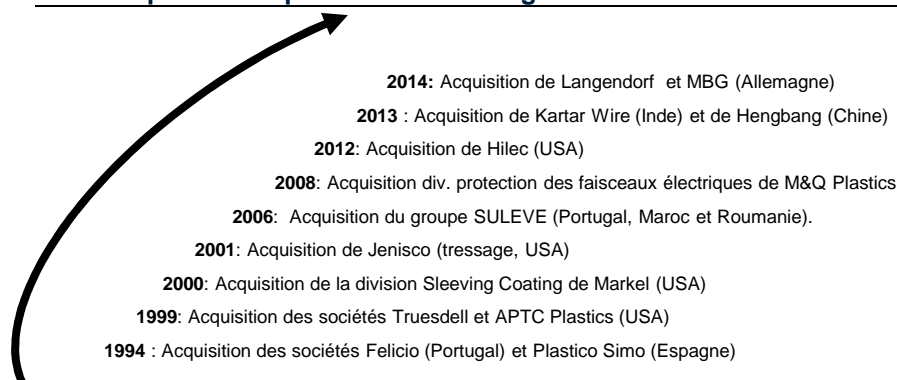 2014: Acquisition de Langendorf et MBG (Allemagne)
2013 : Acquisition de Kartar Wire (Inde) et de Hengbang (Chine)
2012: Acquisition de Hilec (USA)
2008: Acquisition div. protection des faisceaux électriques de M&Q Plastics
2006: Acquisition du groupe SULEVE (Portugal, Maroc et Roumanie).
2001: Acquisition de Jenisco (tressage, USA)
2000: Acquisition de la division Sleeving Coating de Markel (USA)
1999: Acquisition des sociétés Truesdell et APTC Plastics (USA)
1994 : Acquisition des sociétés Felicio (Portugal) et Plastico Simo (Espagne)